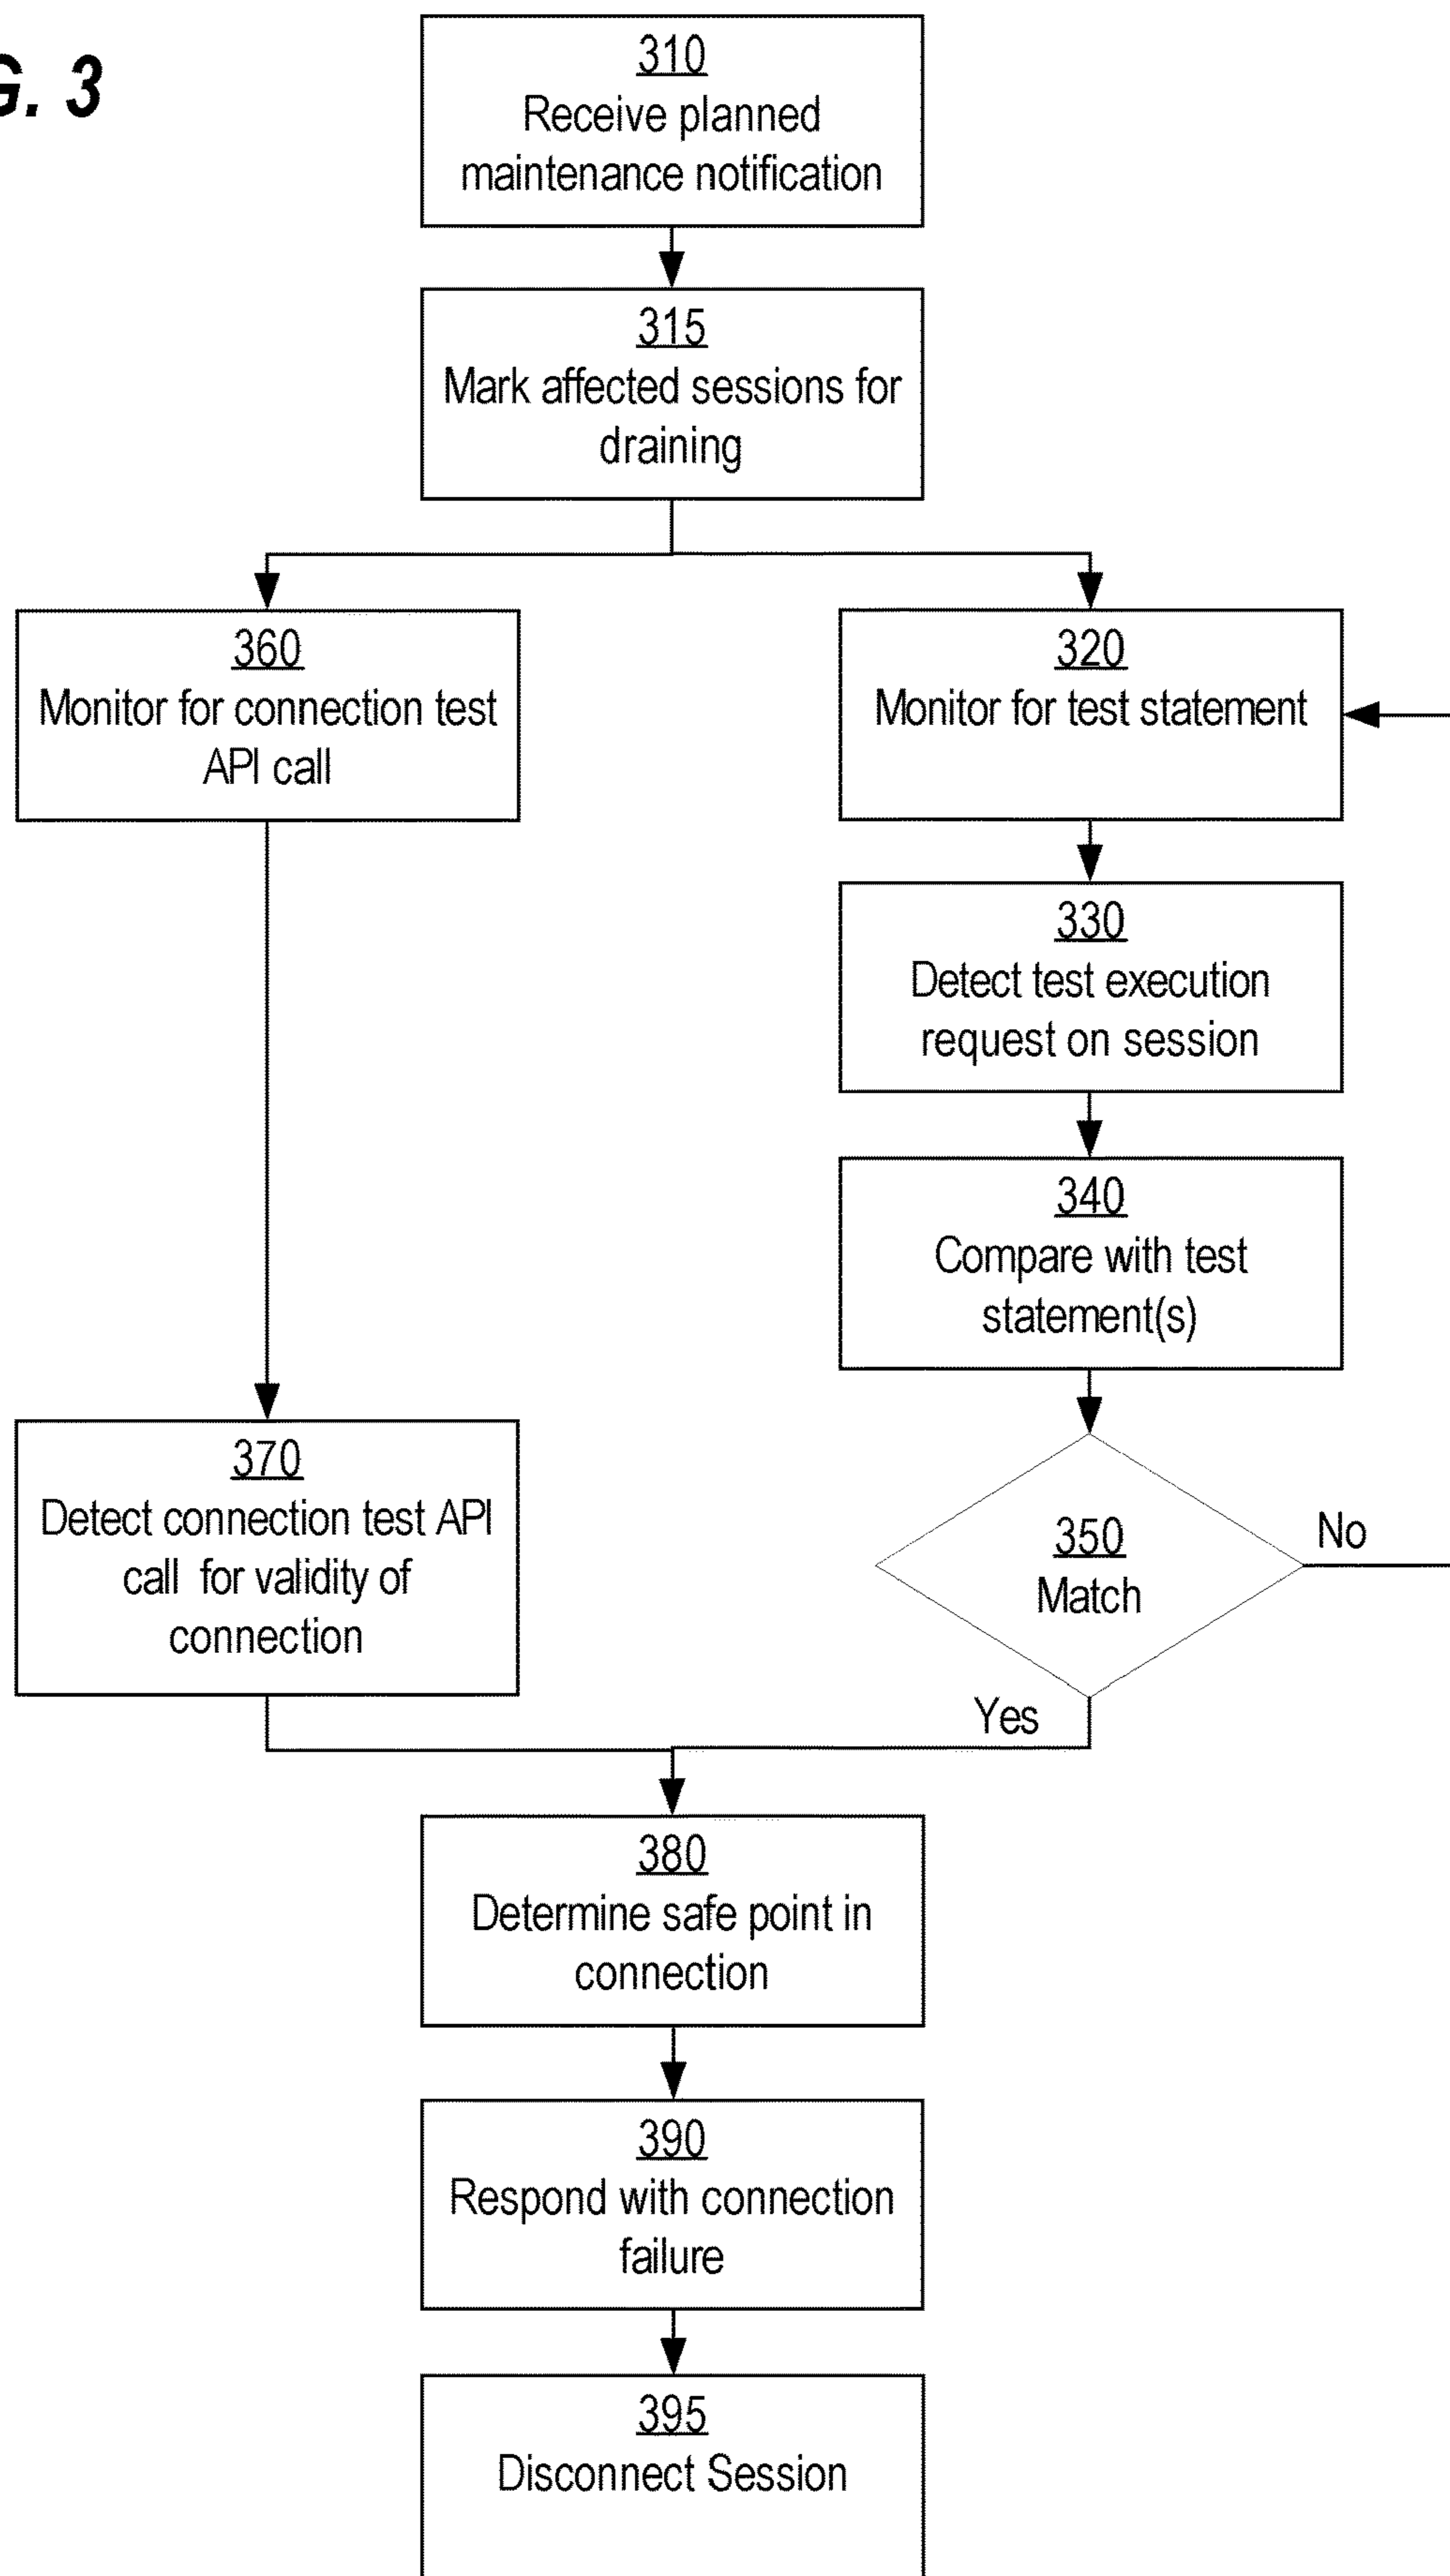 G. 3
310
Receive planned
maintenance notification
315
Mark affected sessions for
draining
360
Monitor for connection test
API call
320
Monitor for test statement
330
Detect test execution
request on session
340
Compare with test
statement(s)
370
Detect connection test API
call for validity of
connection
350
Match
No
Yes
380
Determine safe point in
connection
390
Respond with connection
failure
395
Disconnect Session